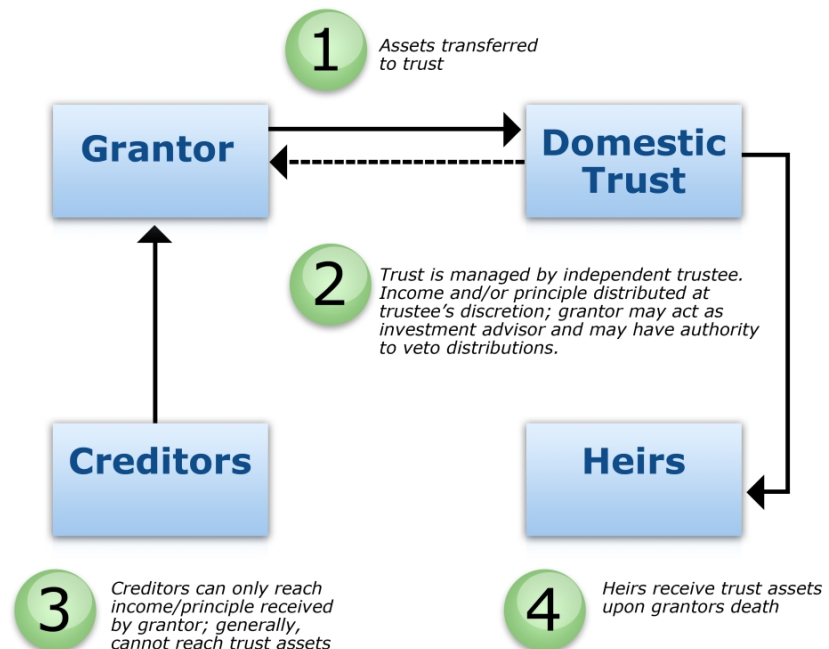 1
Assets transferred
to trust
Grantor
Domestic
Trust
2
Trust is managed by independent trustee.
Income and/or principle distributed at
trustee's discretion; grantor may act as
investment advisor and may have authority
to veto distributions.
Creditors
Heirs
3
Creditors can only reach
income/principle received
by grantor; generally,
cannot reach trust assets
4
Heirs receive trust assets
upon grantors death